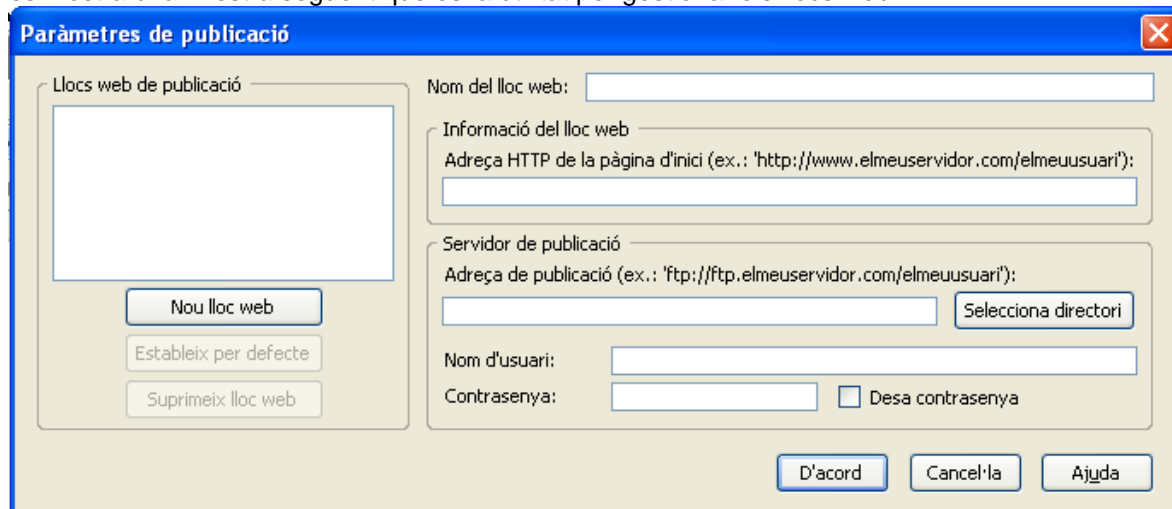 Paràmetres de publicació
Llocs web de publicació
Nou lloc web
Estableix per defecte
Suprimeix lloc web
Nom del lloc web:
Informació del lloc web
Adreça HTTP de la pàgina d'inici (ex.: 'http://www.elmeuservidor.com/elmeuusuari'):
Servidor de publicació
Adreça de publicació (ex.: 'ftp://ftp.elmeuservidor.com/elmeuusuari'):
Selecciona directori
Nom d'usuari:
Contrasenya:
Desa contrasenya
D'acord
Cancel·la
Ajuda